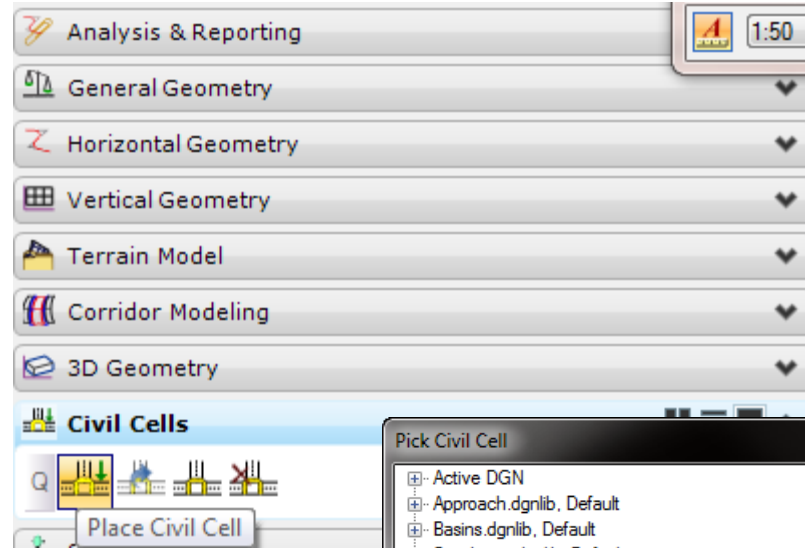 Analysis & Reporting
A 1:50
General Geometry
Horizontal Geometry
Vertical Geometry
Terrain Model
Corridor Modeling
3D Geometry
Civil Cells
Pick Civil Cell
Active DGN
Approach.dgnlib, Default
Basins.dgnlib, Default
Q
Place Civil Cell